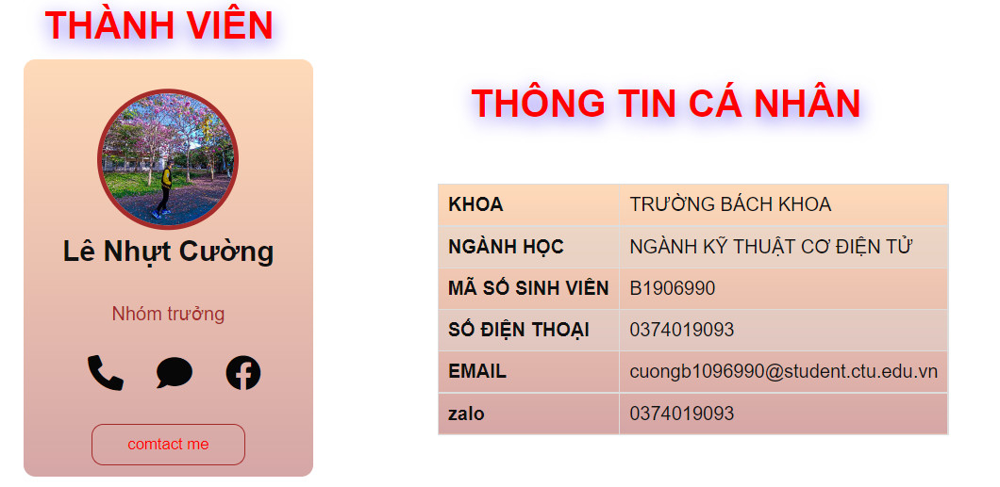 THÀNH VIÊN
Lê Nhựt Cường
Nhóm trưởng
comtact me
THÔNG TIN CÁ NHÂN
KHOA TRƯỜNG BÁCH KHOA
NGÀNH HỌC NGÀNH KỸ THUẬT CƠ ĐIỆN TỬ
MÃ SỐ SINH VIÊN B1906990
SỐ ĐIỆN THOẠI 0374019093
EMAIL cuongb1096990@student.ctu.edu.vn
zalo 0374019093